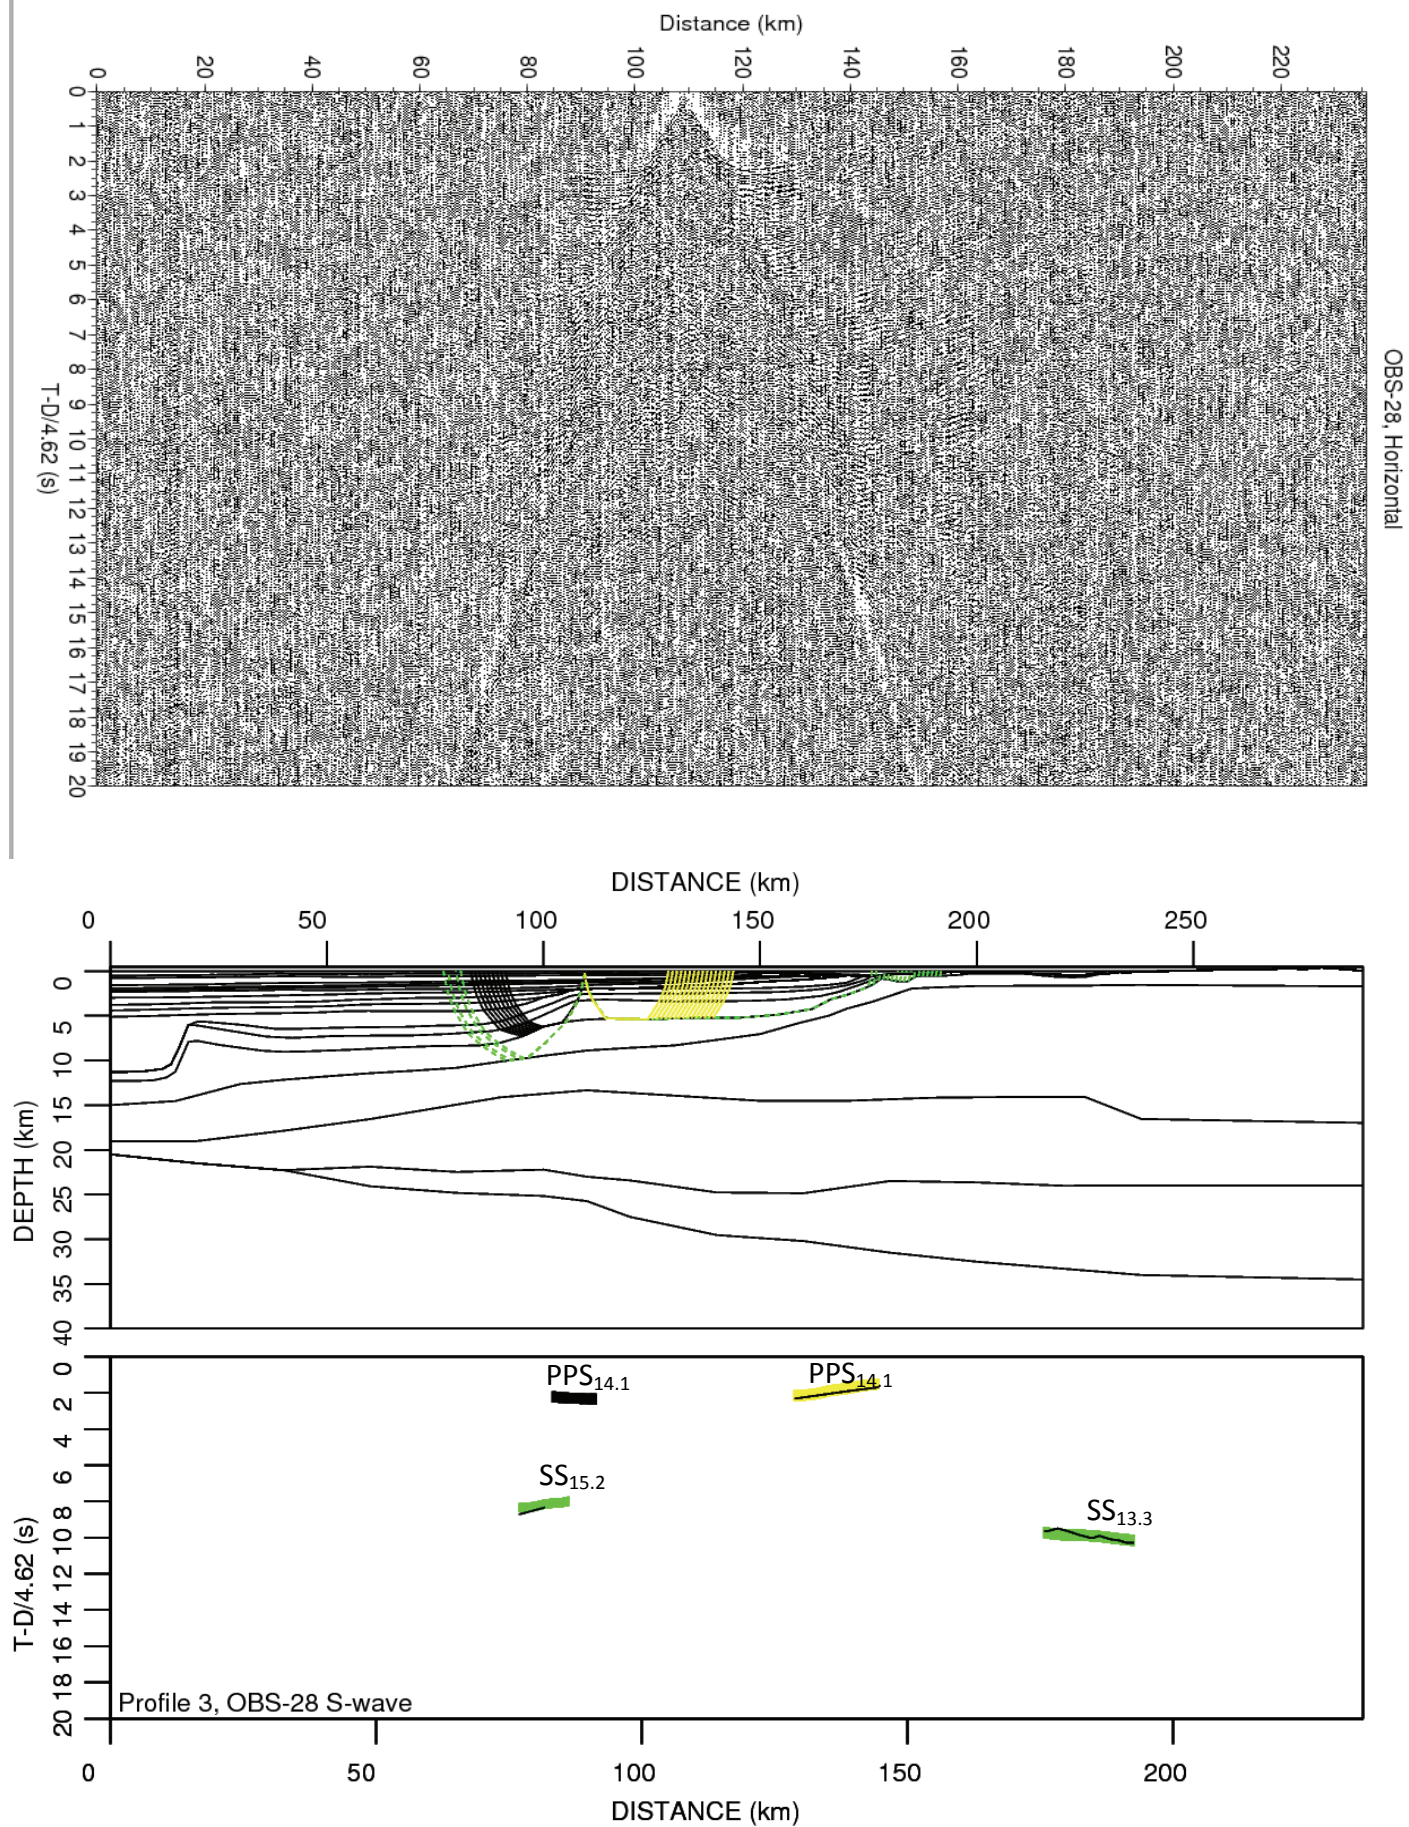 Distance (km)
0 20 40 60 80 100 120 140 160 180 200 220
0
1
2
3
4
5
6
7
8
9
10
11
12
13
14
15
16
17
18
19
20
T-D/4.62 (s)
OBS-28, Horizontal
DISTANCE (km)
0 50 100 150 200 250
0
5
10
15
20
25
30
35
40
DEPTH (km)
0
2
4
6
8
10
12
14
16
18
20
T-D/4.62 (s)
PPS14.1
PPS14.1
SS15.2
SS13.3
Profile 3, OBS-28 S-wave
0 50 100 150 200
DISTANCE (km)